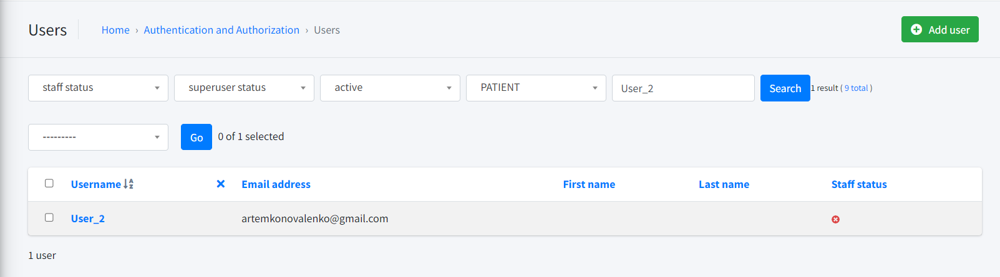 Users
Home › Authentication and Authorization › Users
Add user
staff status
superuser status
active
PATIENT
User_2
Search
1 result ( 9 total )
---------
Go
0 of 1 selected
Username
Email address
First name
Last name
Staff status
User_2
artemkonovalenko@gmail.com
1 user